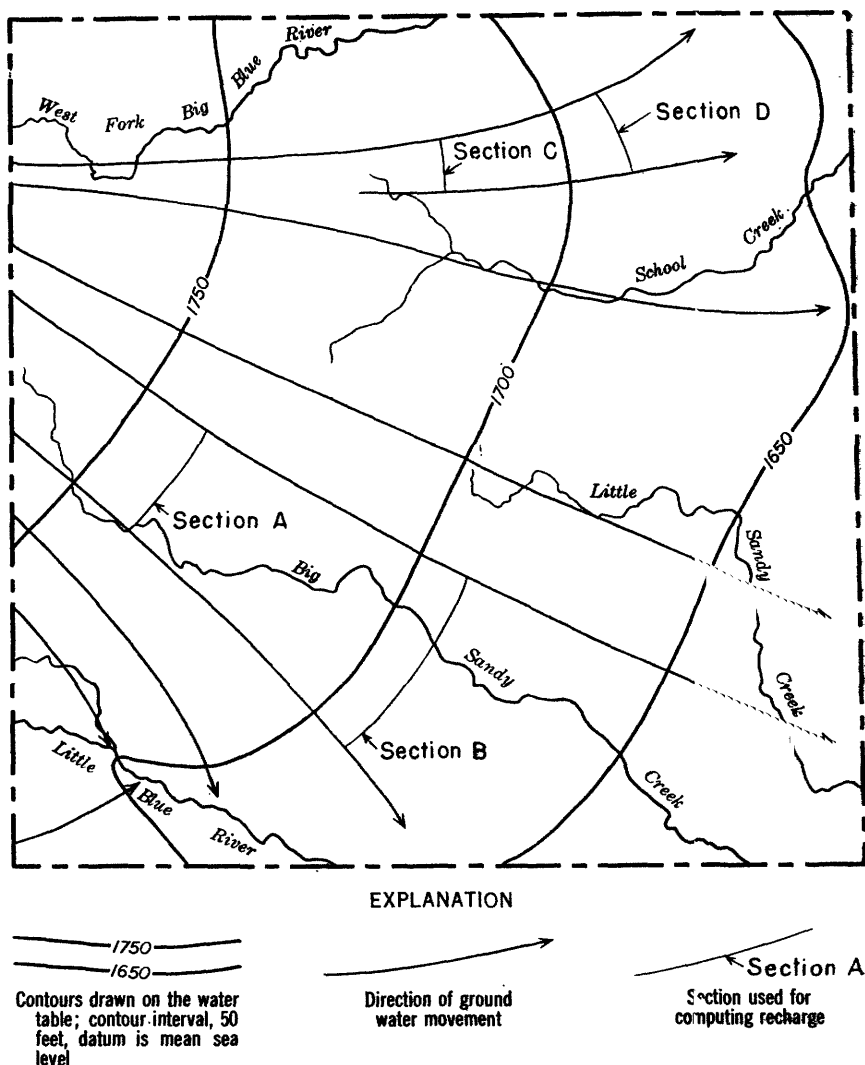 River
Blue
Big
Fork
West
Section D
Section C
Creek
School
1750
1700
1650
Little
Section A
Sandy
Big
Sandy
Creek
Section B
Little
Blue
River
Creek
EXPLANATION
1750
1650
Contours drawn on the water
table; contour interval, 50
feet, datum is mean sea
level
Direction of ground
water movement
Section A
Section used for
computing recharge